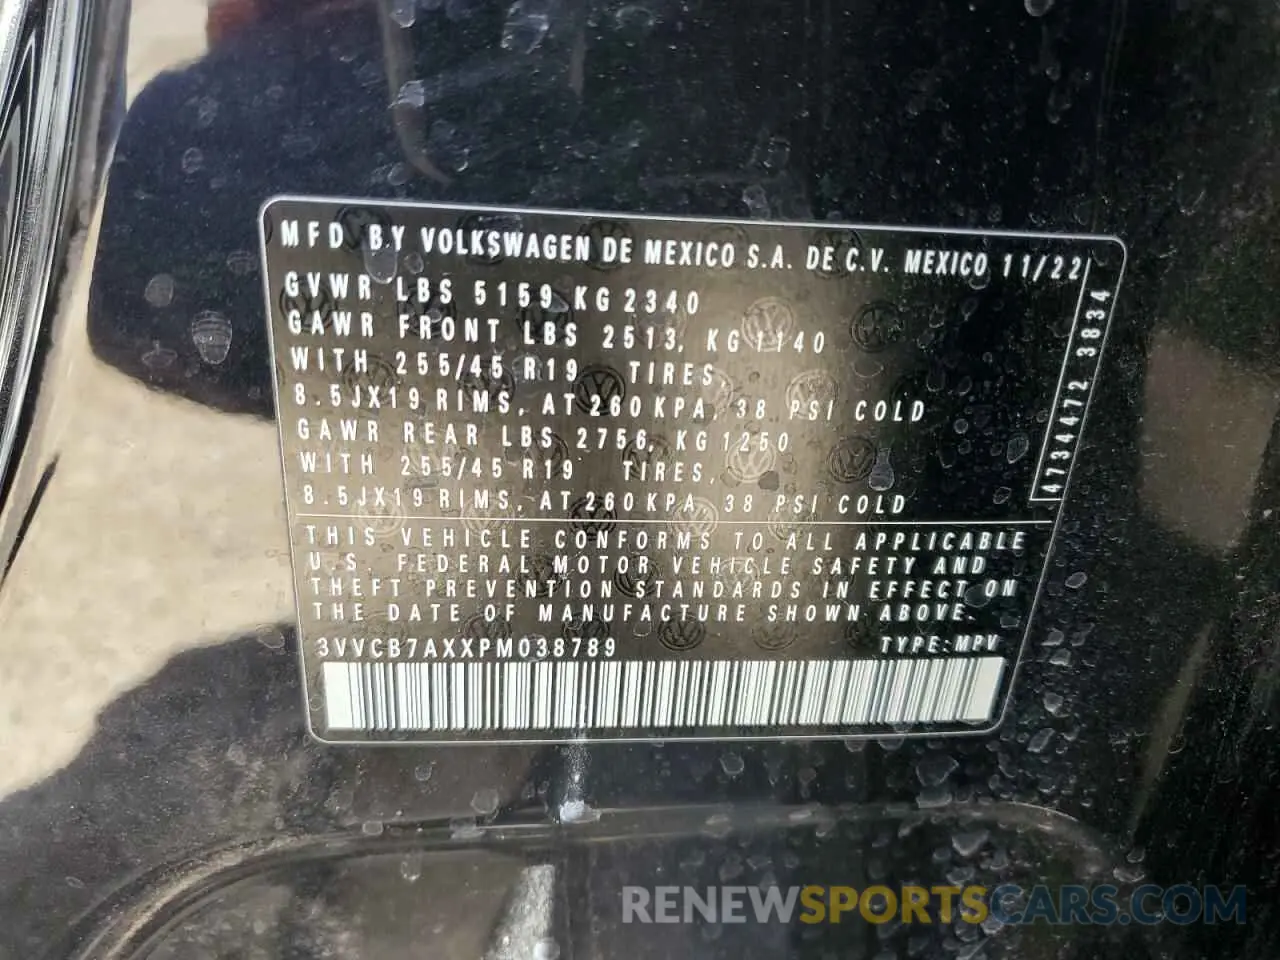 MFD BY VOLKSWAGEN DE MEXICO S.A. DE C.V. MEXICO 11/22
GVWR LBS 5159 KG 2340
GAWR FRONT LBS 2513, KG 1140
WITH 255/45 R19 TIRES,
8.5JX19 RIMS, AT 260 KPA, 38 PSI COLD
GAWR REAR LBS 2756, KG 1250
WITH 255/45 R19 TIRES,
8.5JX19 RIMS, AT 260 KPA, 38 PSI COLD
4734472 3834
THIS VEHICLE CONFORMS TO ALL APPLICABLE
U.S. FEDERAL MOTOR VEHICLE SAFETY AND
THEFT PREVENTION STANDARDS IN EFFECT ON
THE DATE OF MANUFACTURE SHOWN ABOVE.
3VVCB7AXXPM038789 TYPE: MPV
RENEWSPORTSCARS.COM